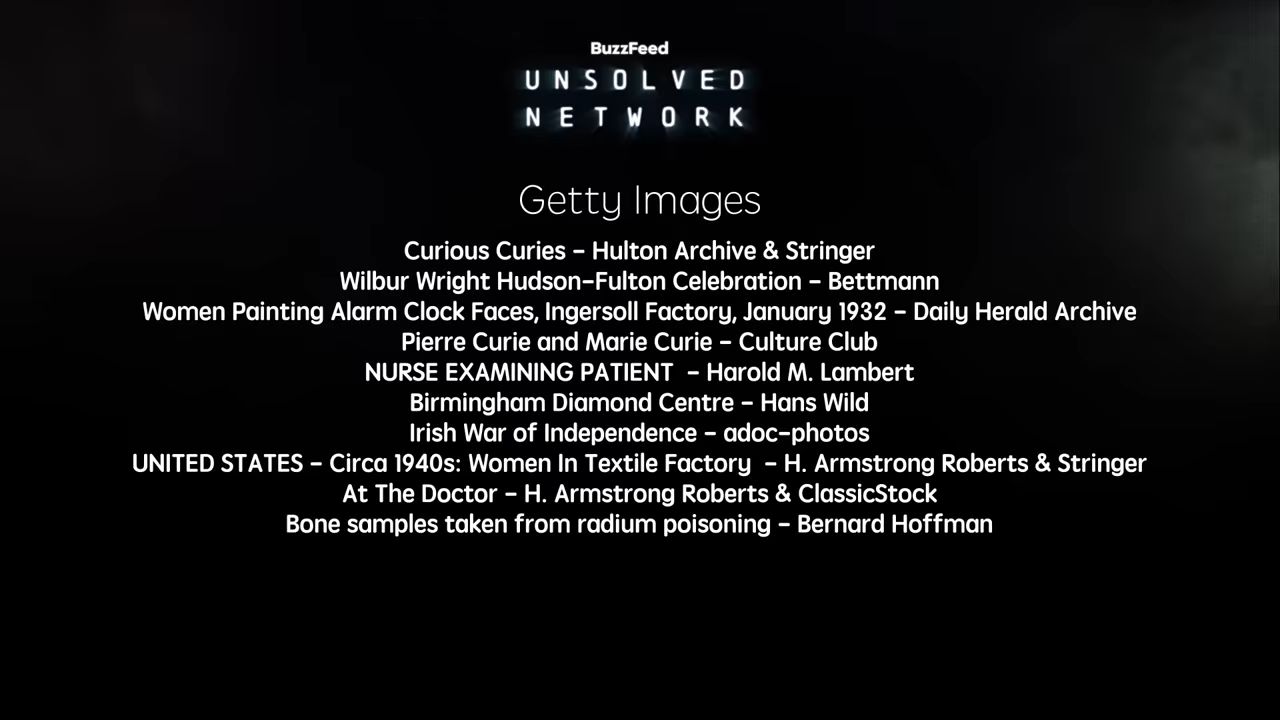 BuzzFeed
UNSOLVED
NETWORK
Getty Images
Curious Curies – Hulton Archive & Stringer
Wilbur Wright Hudson–Fulton Celebration – Bettmann
Women Painting Alarm Clock Faces, Ingersoll Factory, January 1932 – Daily Herald Archive
Pierre Curie and Marie Curie – Culture Club
NURSE EXAMINING PATIENT – Harold M. Lambert
Birmingham Diamond Centre – Hans Wild
Irish War of Independence – adoc–photos
UNITED STATES – Circa 1940s: Women In Textile Factory – H. Armstrong Roberts & Stringer
At The Doctor – H. Armstrong Roberts & ClassicStock
Bone samples taken from radium poisoning – Bernard Hoffman